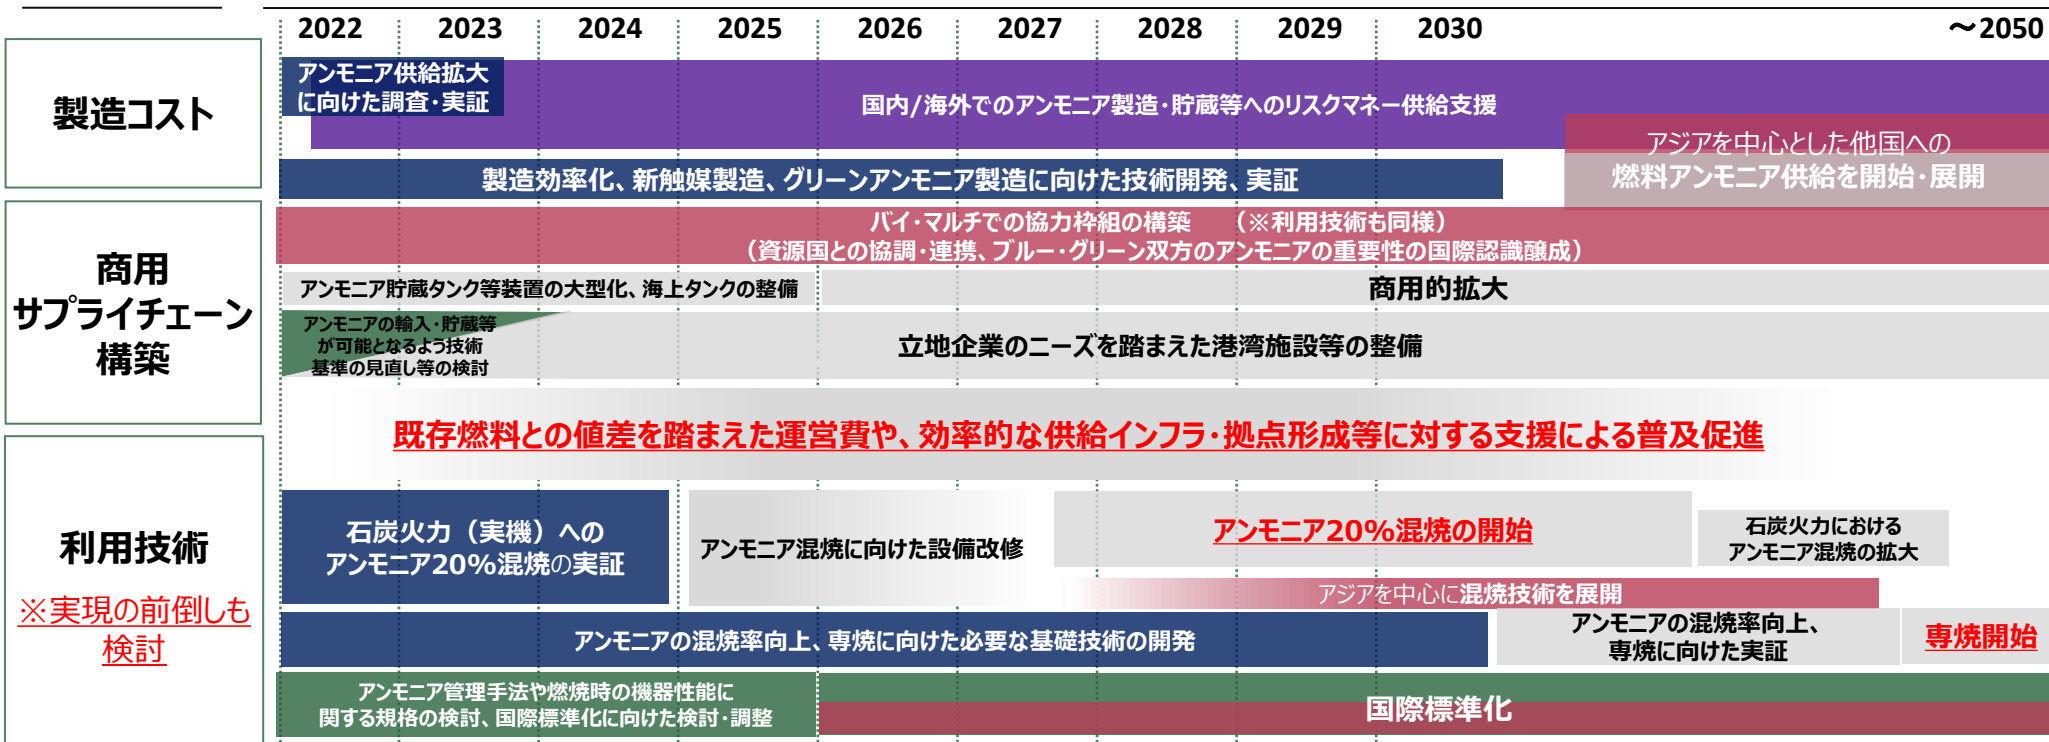 2022 2023 2024 2025 2026 2027 2028 2029 2030 ～2050
製造コスト
アンモニア供給拡大
に向けた調査・実証
国内/海外でのアンモニア製造・貯蔵等へのリスクマネー供給支援
アジアを中心とした他国への
燃料アンモニア供給を開始・展開
製造効率化、新触媒製造、グリーンアンモニア製造に向けた技術開発、実証
商用
サプライチェーン
構築
バイ・マルチでの協力枠組の構築　（※利用技術も同様）
（資源国との協調・連携、ブルー・グリーン双方のアンモニアの重要性の国際認識醸成）
アンモニア貯蔵タンク等装置の大型化、海上タンクの整備
商用的拡大
アンモニアの輸入・貯蔵等
が可能となるよう技術
基準の見直し等の検討
立地企業のニーズを踏まえた港湾施設等の整備
既存燃料との値差を踏まえた運営費や、効率的な供給インフラ・拠点形成等に対する支援による普及促進
利用技術
※実現の前倒しも
検討
石炭火力（実機）への
アンモニア20%混焼の実証
アンモニア混焼に向けた設備改修
アンモニア20%混焼の開始
石炭火力における
アンモニア混焼の拡大
アジアを中心に混焼技術を展開
アンモニアの混焼率向上、専焼に向けた必要な基礎技術の開発
アンモニアの混焼率向上、
専焼に向けた実証
専焼開始
アンモニア管理手法や燃焼時の機器性能に
関する規格の検討、国際標準化に向けた検討・調整
国際標準化